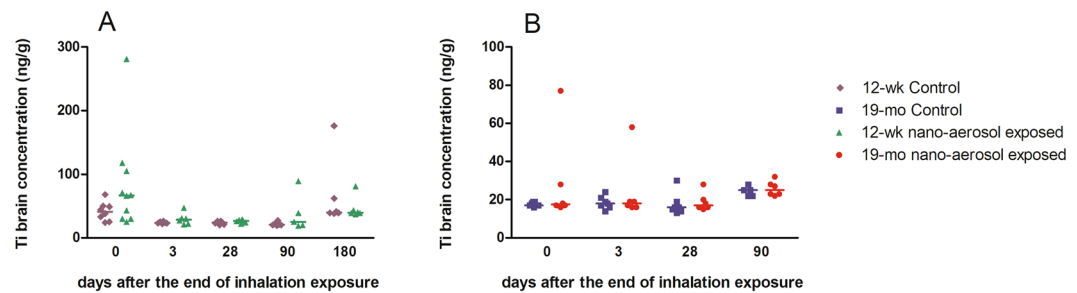 A
Ti brain concentration (ng/g)
300
200
100
50
0
0 3 28 90 180
days after the end of inhalation exposure
B
Ti brain concentration (ng/g)
100
80
60
40
20
0
0 3 28 90
days after the end of inhalation exposure
12-wk Control
19-mo Control
12-wk nano-aerosol exposed
19-mo nano-aerosol exposed